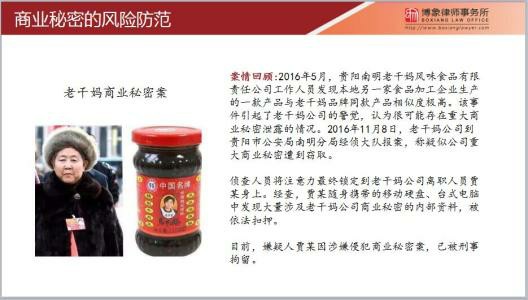 商业秘密的风险防范
博象律师事务所
BOXIANG LAW OFFICE
www.boxianglawyer.com
老干妈商业秘密案
中国名牌
案情回顾:2016年5月，贵阳南明老干妈风味食品有限
责任公司工作人员发现本地另一家食品加工企业生产
的一款产品与老干妈品牌同款产品相似度极高。该事
件引起了老干妈公司的警觉，认为很可能存在重大商
业秘密泄露的情况。2016年11月8日，老干妈公司到
贵阳市公安局南明分局经侦大队报案，称疑似公司重
大商业秘密遭到窃取。
侦查人员将注意力最终锁定到老干妈公司离职人员贾
某身上。经查，贾某随身携带的移动硬盘、台式电脑
中发现大量涉及老干妈公司商业秘密的内部资料，被
依法扣押。
目前，嫌疑人贾某因涉嫌侵犯商业秘密案，已被刑事
拘留。